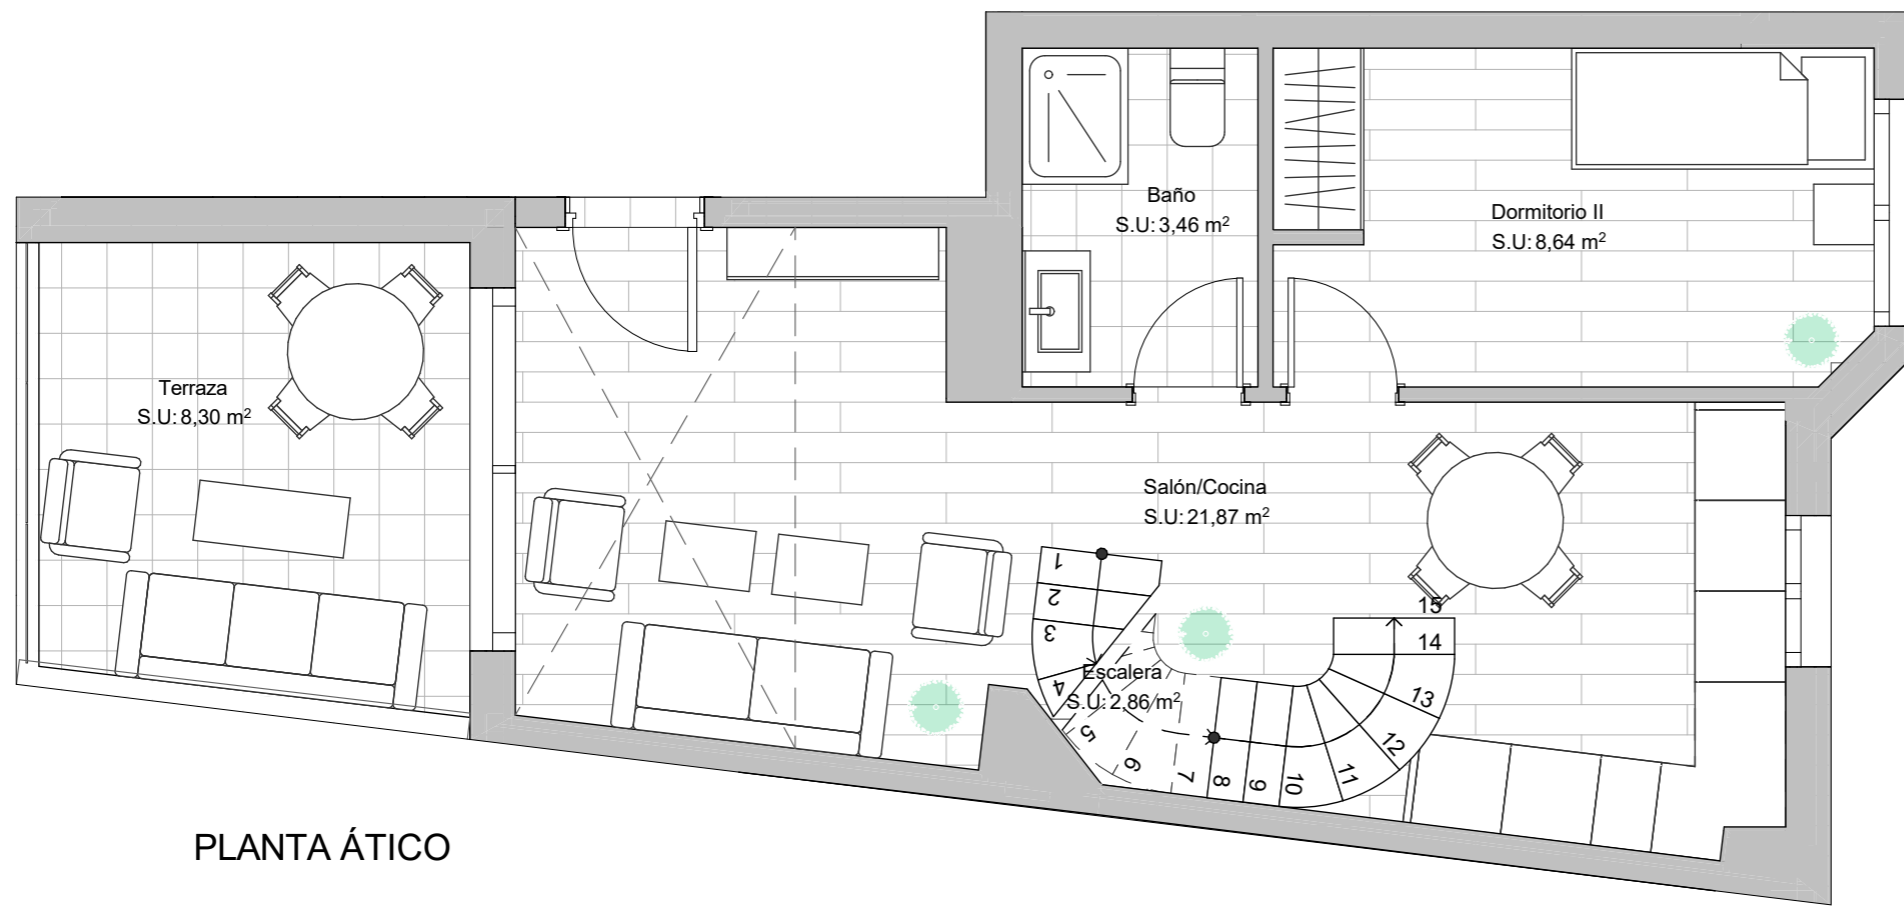 Baño
S.U: 3,46 m²
Dormitorio II
S.U: 8,64 m²
Terraza
S.U: 8,30 m²
Salón/Cocina
S.U: 21,87 m²
1
2
3
4
5
6
7
8
9
10
11
12
13
14
15
Escalera
S.U: 2,86 m²
PLANTA ÁTICO